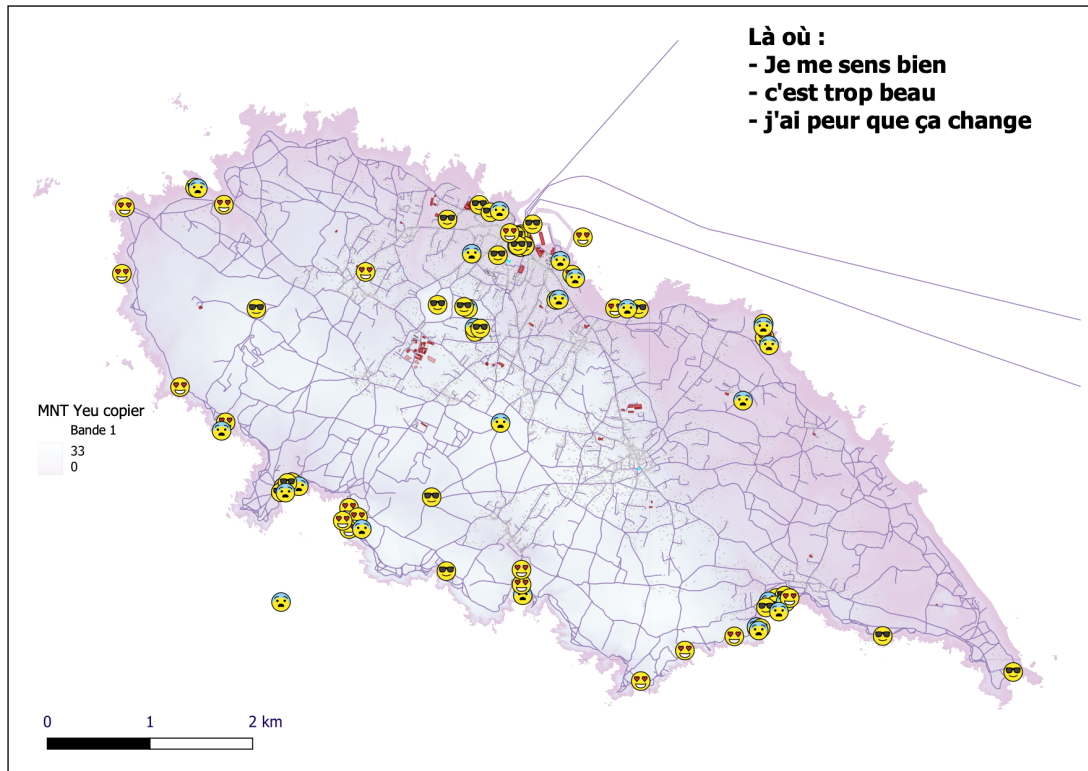 Là où :
- Je me sens bien
- c'est trop beau
- j'ai peur que ça change
MNT Yeu copier
Bande 1
33
0
0 1 2 km